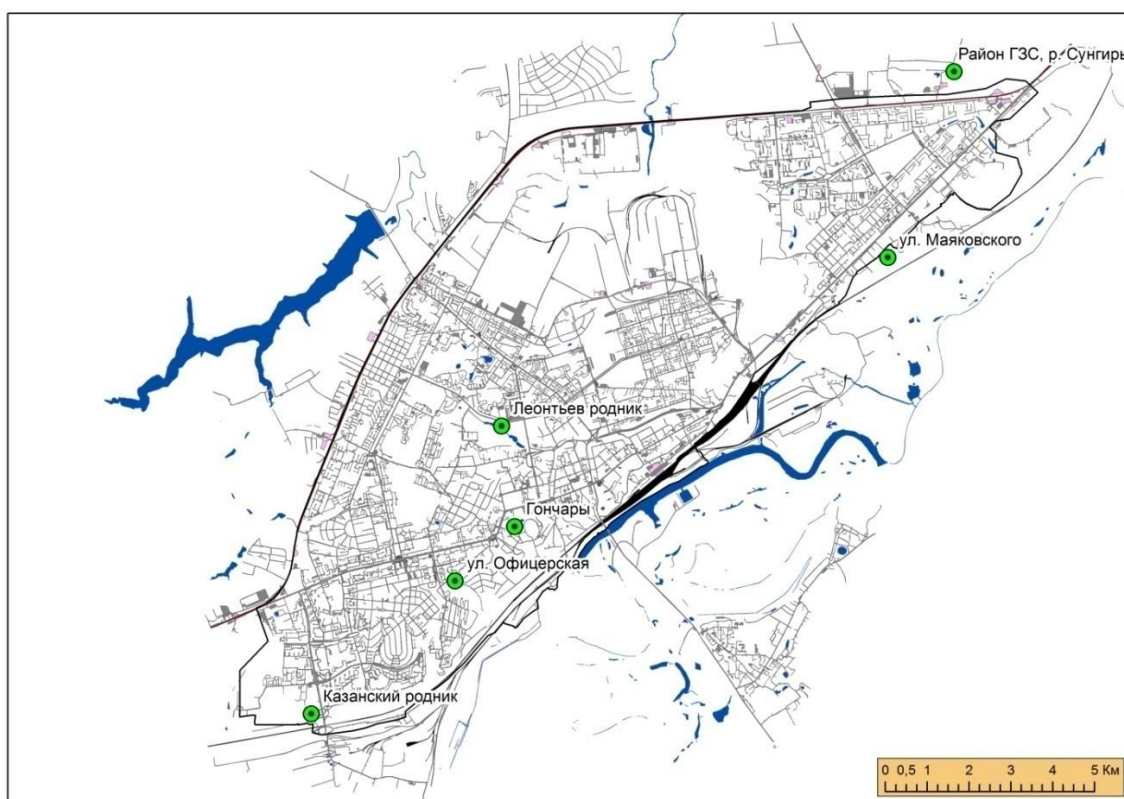 Район ГЗС, р. Сунгирь
ул. Маяковского
Леонтьев родник
Гончары
ул. Офицерская
Казанский родник
0 0,5 1 2 3 4 5 Км